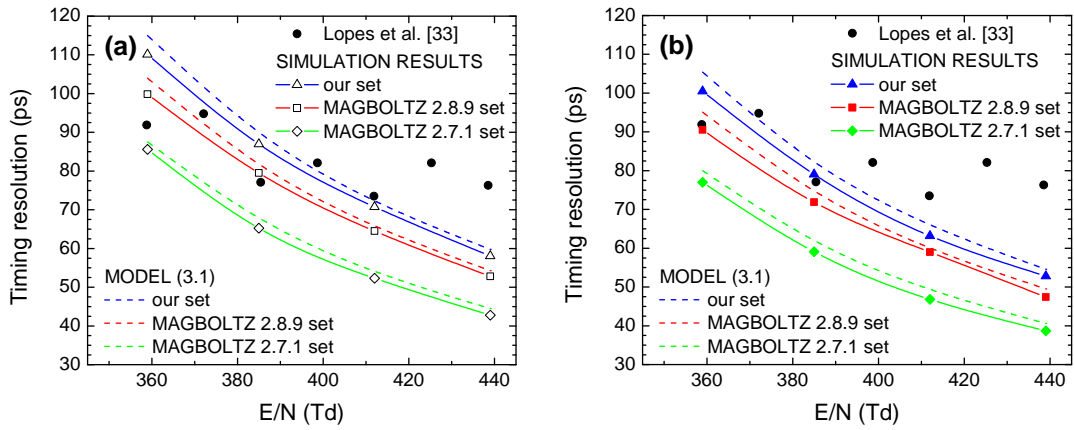 (a)
Lopes et al. [33]
SIMULATION RESULTS
our set
MAGBOLTZ 2.8.9 set
MAGBOLTZ 2.7.1 set
MODEL (3.1)
our set
MAGBOLTZ 2.8.9 set
MAGBOLTZ 2.7.1 set
Timing resolution (ps)
120
110
100
90
80
70
60
50
40
30
360
380
400
420
440
E/N (Td)
(b)
Lopes et al. [33]
SIMULATION RESULTS
our set
MAGBOLTZ 2.8.9 set
MAGBOLTZ 2.7.1 set
MODEL (3.1)
our set
MAGBOLTZ 2.8.9 set
MAGBOLTZ 2.7.1 set
Timing resolution (ps)
120
110
100
90
80
70
60
50
40
30
360
380
400
420
440
E/N (Td)